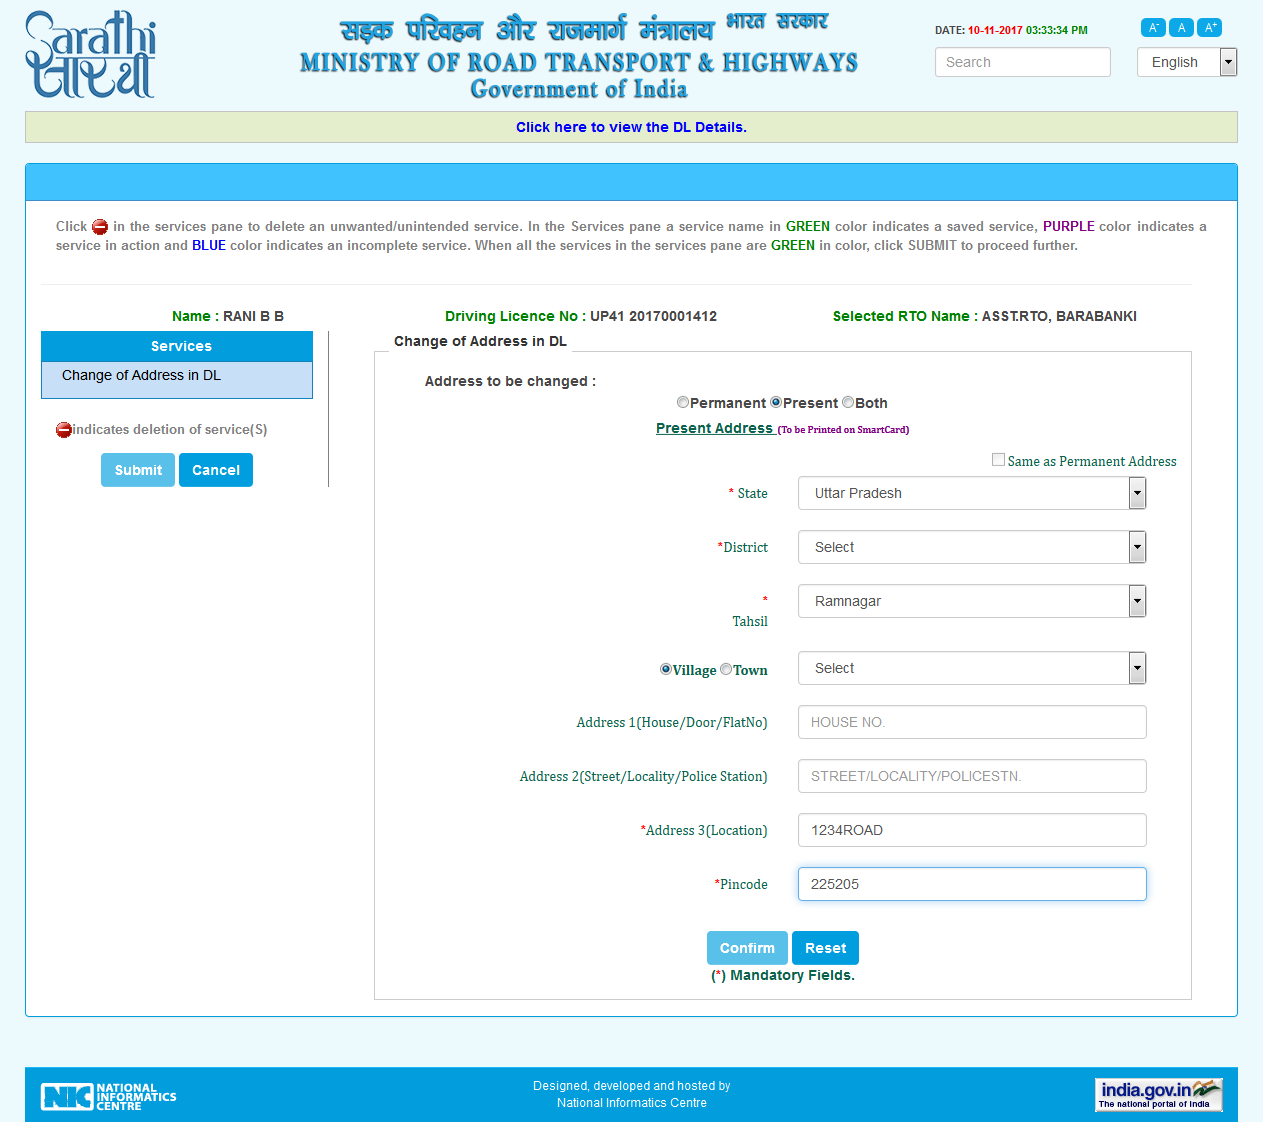 Sarathi
सारथी
सड़क परिवहन और राजमार्ग मंत्रालय भारत सरकार
MINISTRY OF ROAD TRANSPORT & HIGHWAYS
Government of India
DATE: 10-11-2017 03:33:34 PM
A- A A+
Search
English
Click here to view the DL Details.
Click in the services pane to delete an unwanted/unintended service. In the Services pane a service name in GREEN color indicates a saved service, PURPLE color indicates a
service in action and BLUE color indicates an incomplete service. When all the services in the services pane are GREEN in color, click SUBMIT to proceed further.
Name : RANI B B
Driving Licence No : UP41 20170001412
Selected RTO Name : ASST.RTO, BARABANKI
Services
Change of Address in DL
indicates deletion of service(S)
Submit Cancel
Change of Address in DL
Address to be changed :
Permanent Present Both
Present Address (To be Printed on SmartCard)
Same as Permanent Address
* State Uttar Pradesh
*District Select
*
Tahsil Ramnagar
Village Town Select
Address 1(House/Door/FlatNo) HOUSE NO.
Address 2(Street/Locality/Police Station) STREET/LOCALITY/POLICESTN.
*Address 3(Location) 1234ROAD
*Pincode 225205
Confirm Reset
(*) Mandatory Fields.
NIC NATIONAL
INFORMATICS
CENTRE
Designed, developed and hosted by
National Informatics Centre
india.gov.in
The national portal of India